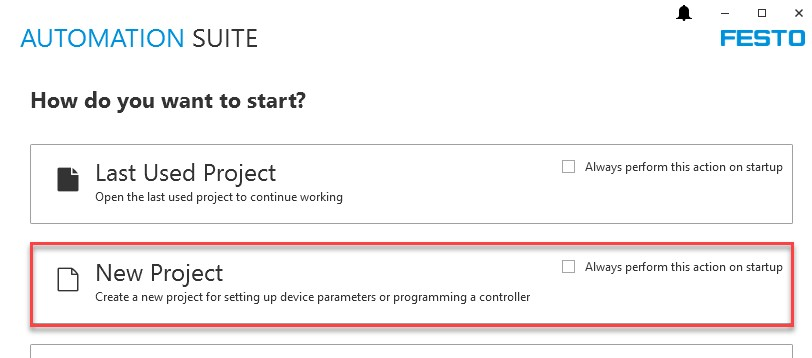 AUTOMATION SUITE
FESTO
How do you want to start?
Last Used Project
Always perform this action on startup
Open the last used project to continue working
New Project
Always perform this action on startup
Create a new project for setting up device parameters or programming a controller